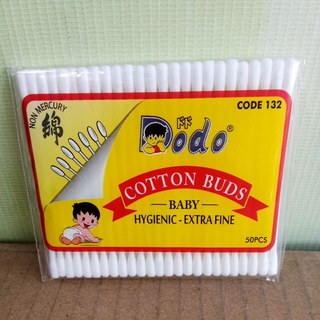 CODE 132
NON MERCURY
綿
Dodo®
COTTON BUDS
BABY
HYGIENIC - EXTRA FINE
50PCS